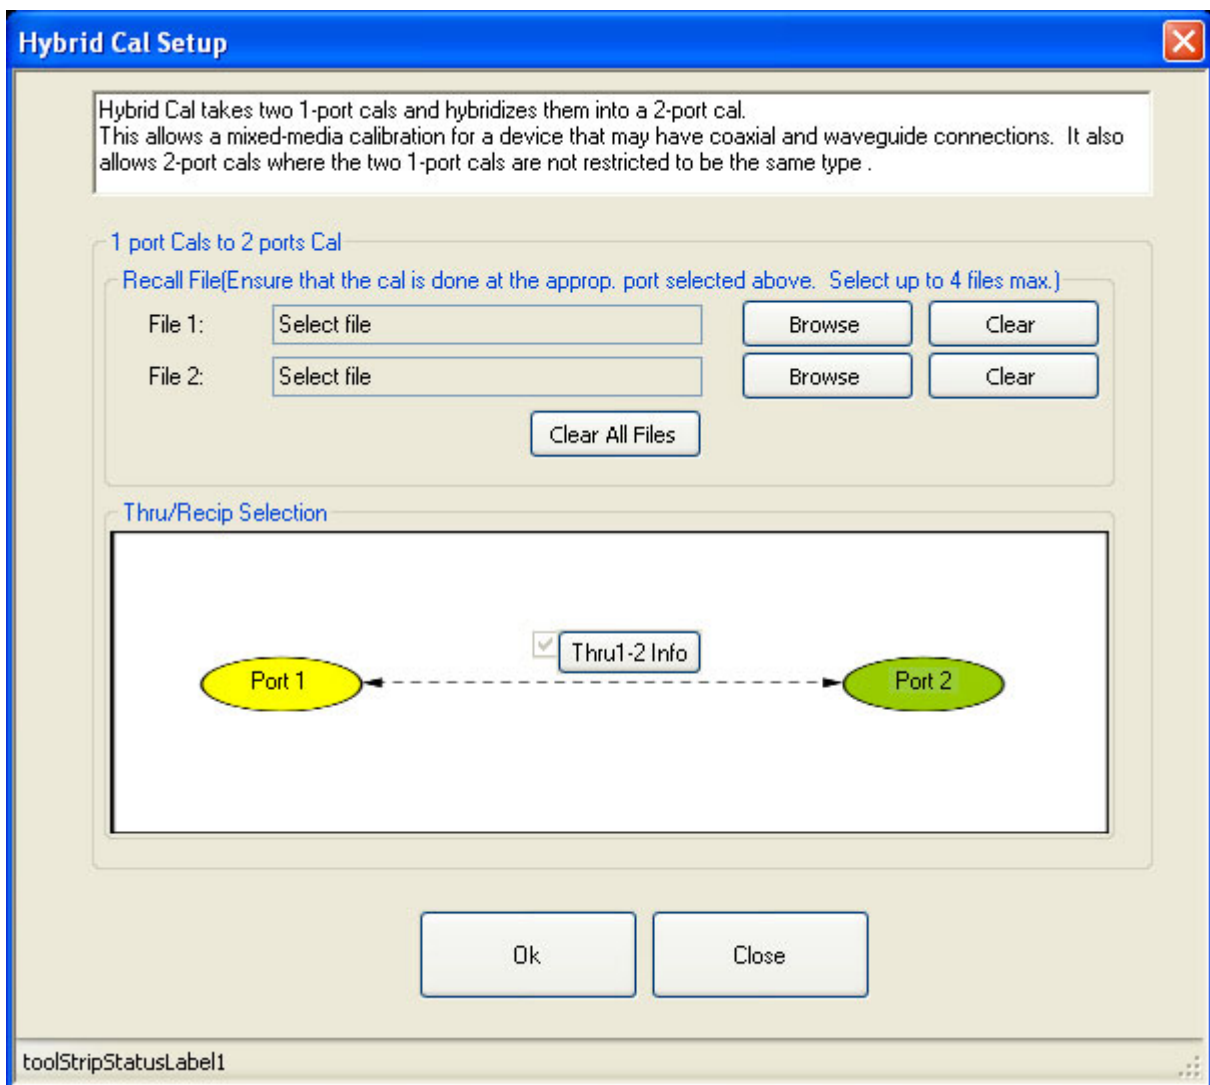 Hybrid Cal Setup
Hybrid Cal takes two 1-port cals and hybridizes them into a 2-port cal.
This allows a mixed-media calibration for a device that may have coaxial and waveguide connections.  It also
allows 2-port cals where the two 1-port cals are not restricted to be the same type .
1 port Cals to 2 ports Cal
Recall File(Ensure that the cal is done at the approp. port selected above.  Select up to 4 files max.)
File 1: Select file Browse Clear
File 2: Select file Browse Clear
Clear All Files
Thru/Recip Selection
Thru1-2 Info
Port 1 Port 2
Ok Close
toolStripStatusLabel1